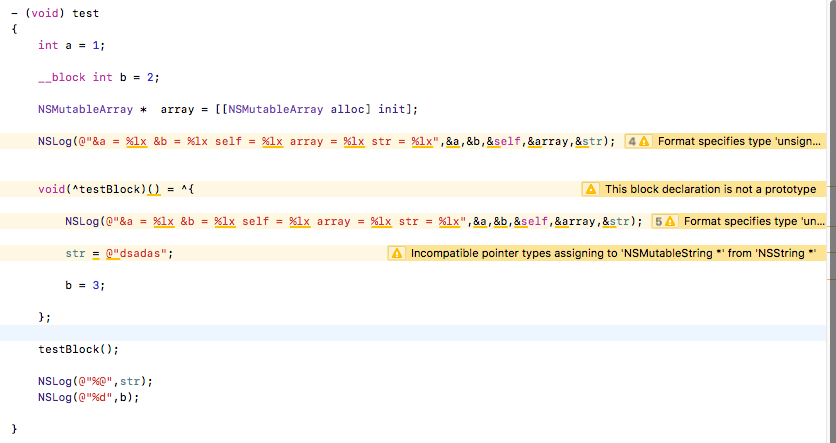 - (void) test
{
int a = 1;
__block int b = 2;
NSMutableArray * array = [[NSMutableArray alloc] init];
NSLog(@"&a = %lx &b = %lx self = %lx array = %lx str = %lx",&a,&b,&self,&array,&str); 4 Format specifies type 'unsign...
void(^testBlock)() = ^{ This block declaration is not a prototype
NSLog(@"&a = %lx &b = %lx self = %lx array = %lx str = %lx",&a,&b,&self,&array,&str); 5 Format specifies type 'un...
str = @"dsadas"; Incompatible pointer types assigning to 'NSMutableString *' from 'NSString *'
b = 3;
};
testBlock();
NSLog(@"%@",str);
NSLog(@"%d",b);
}